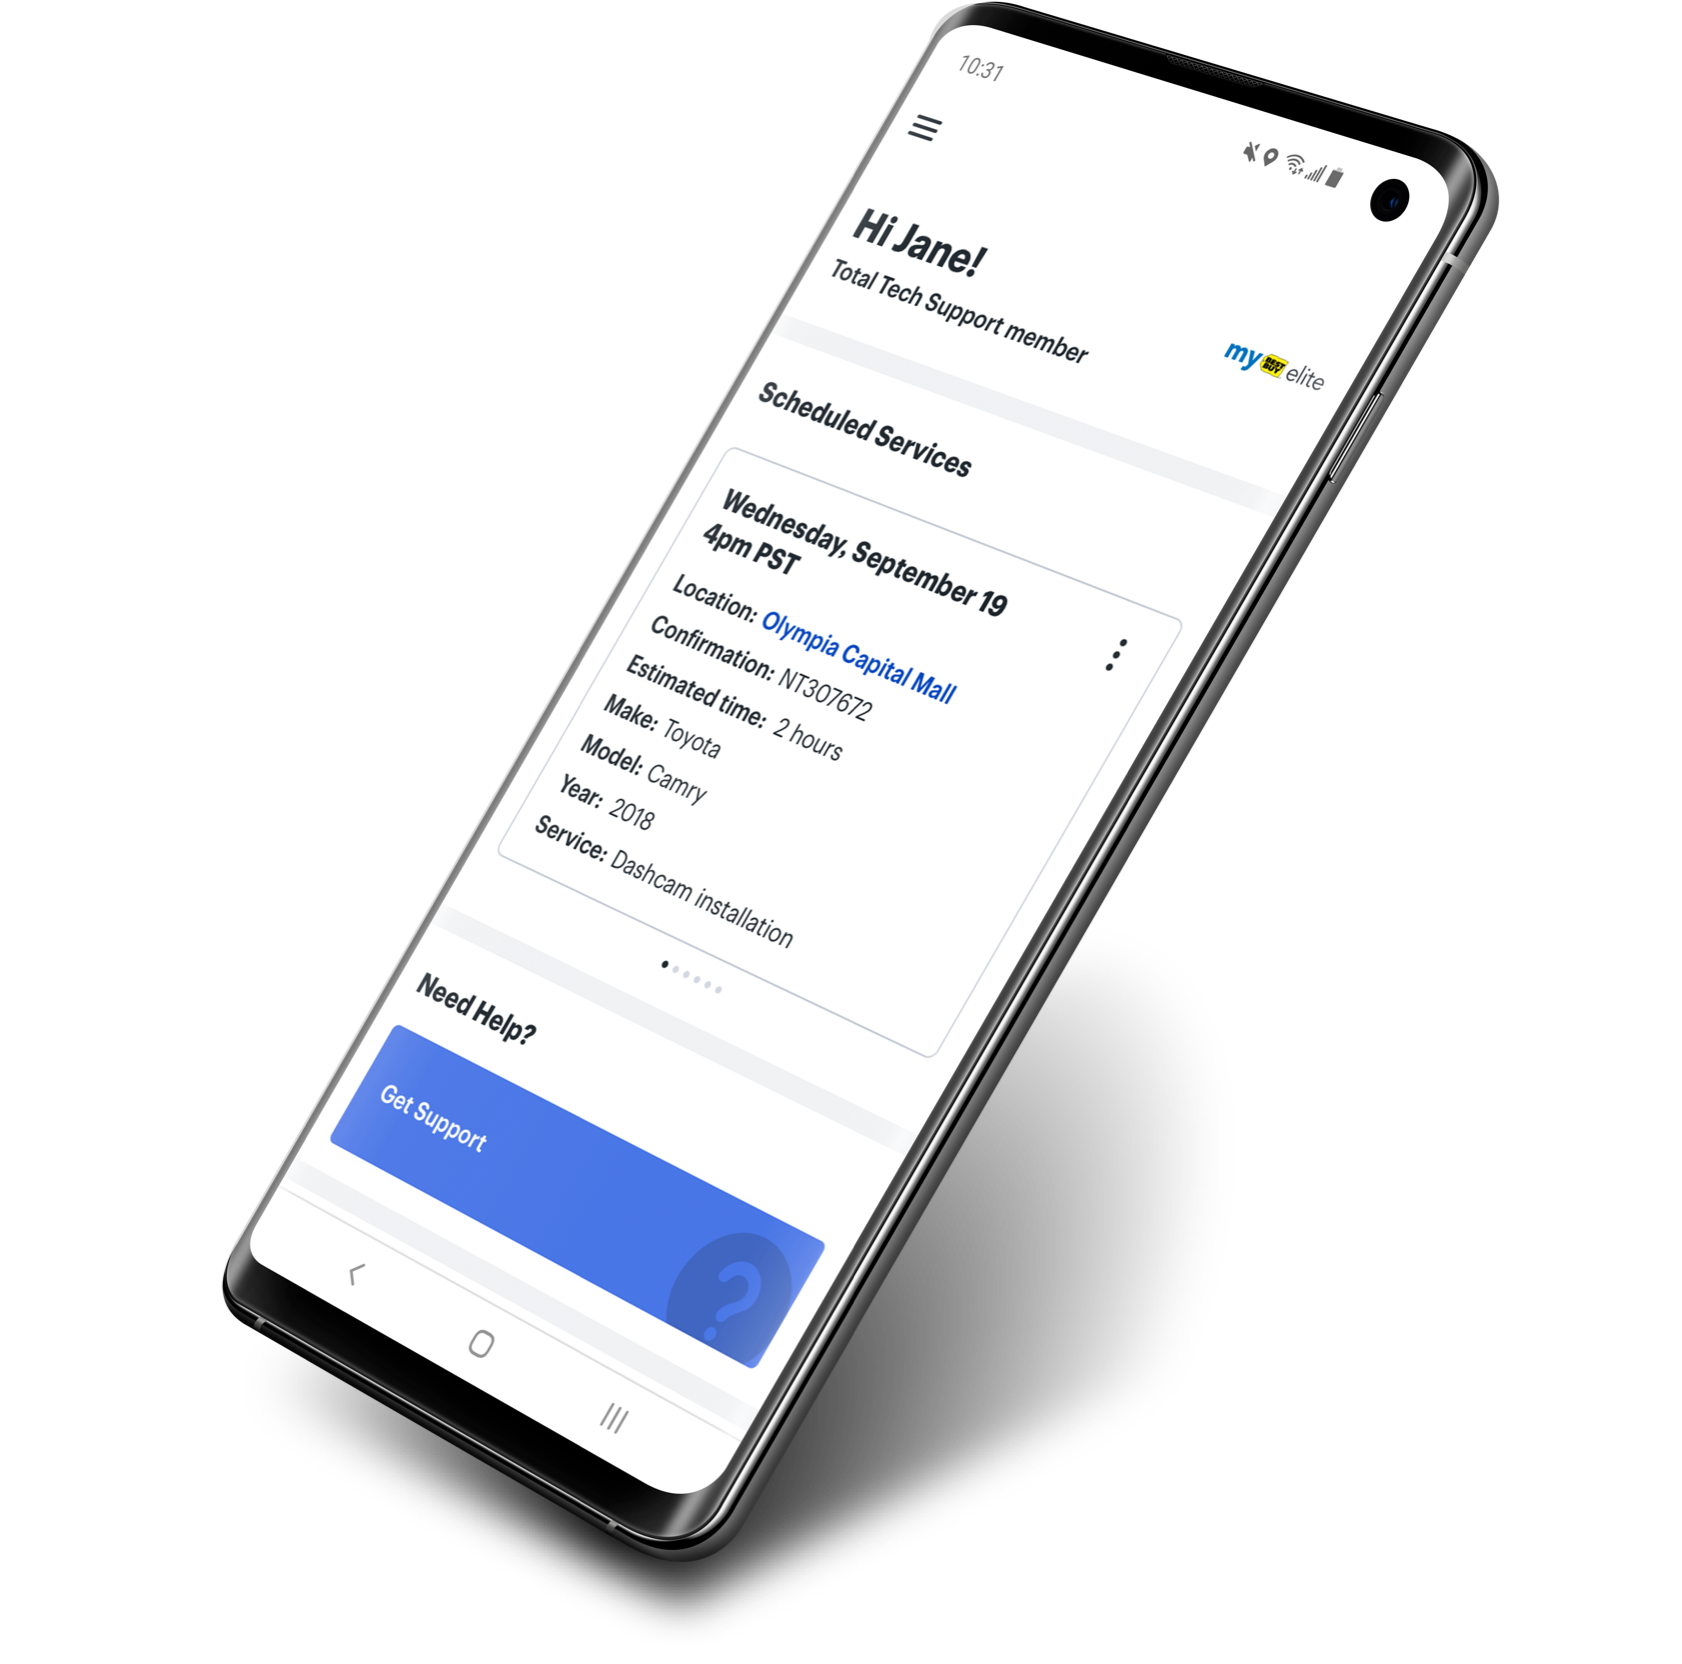 10:31
Hi Jane!
Total Tech Support member
my BEST BUY elite
Scheduled Services
Wednesday, September 19
4pm PST
Location: Olympia Capital Mall
Confirmation: NT307672
Estimated time: 2 hours
Make: Toyota
Model: Camry
Year: 2018
Service: Dashcam installation
Need Help?
Get Support
?